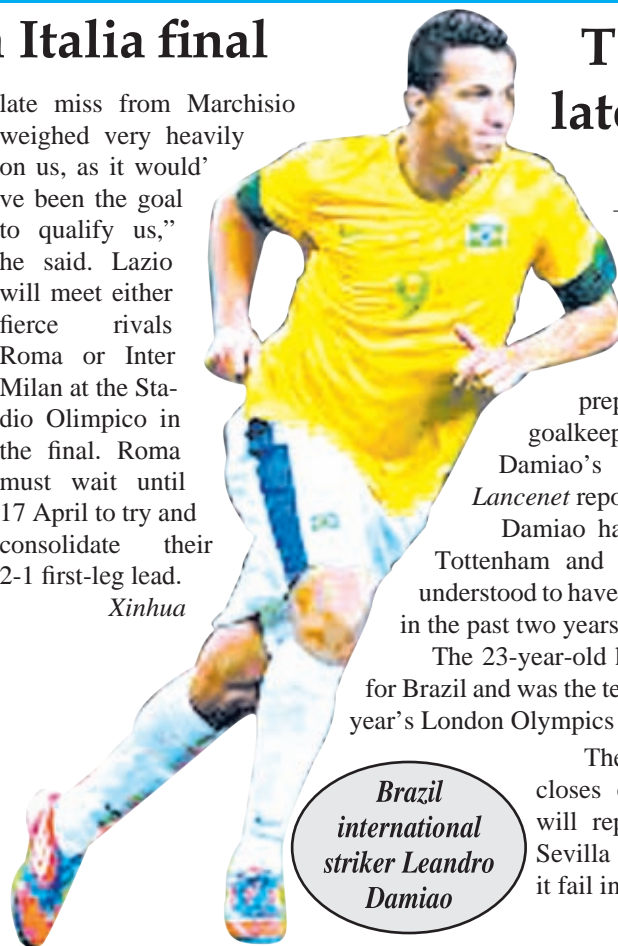 Italia final
late miss from Marchisio
weighed very heavily
on us, as it would'
ve been the goal
to qualify us,"
he said. Lazio
will meet either
fierce rivals
Roma or Inter
Milan at the Sta-
dio Olimpico in
the final. Roma
must wait until
17 April to try and
consolidate their
2-1 first-leg lead.
Xinhua
9
T
late
prep
goalkeep
Damiao's
Lancenet repo
Damiao ha
Tottenham and
understood to have
in the past two years
The 23-year-old
for Brazil and was the te
year's London Olympics
The
closes
will rep
Sevilla
it fail in
Brazil
international
striker Leandro
Damiao